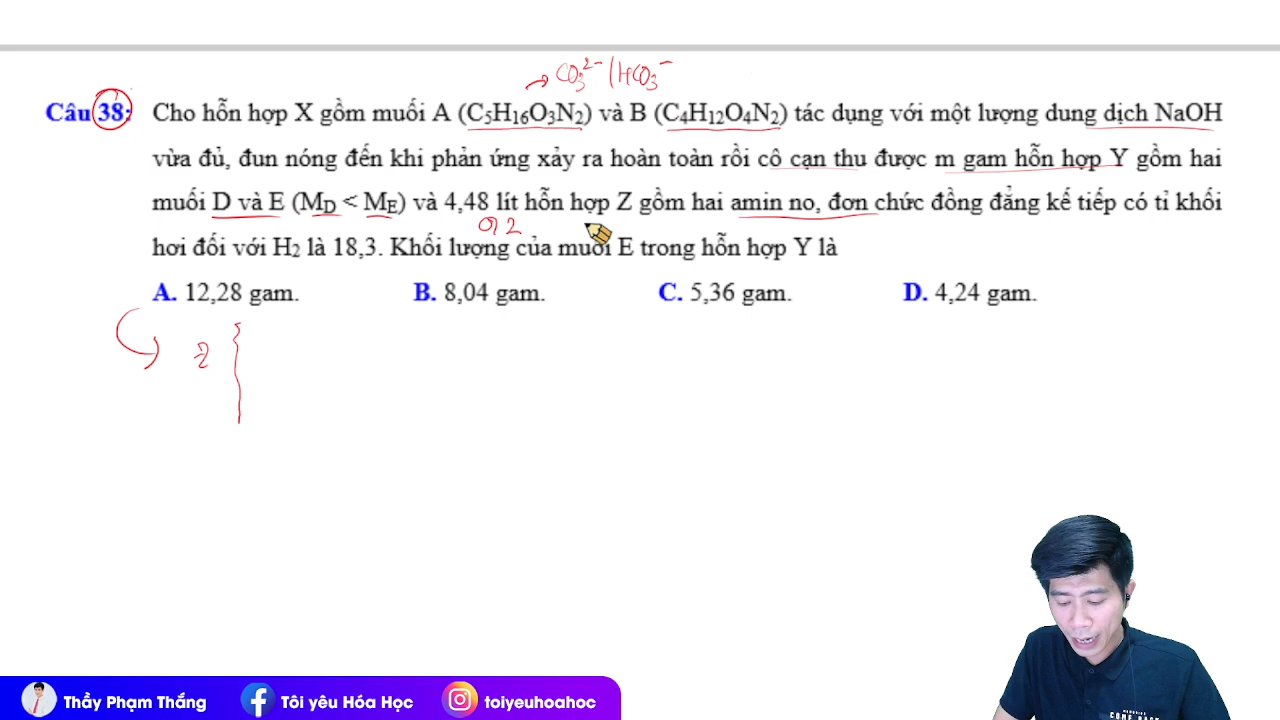 → CO₃²⁻ / HCO₃⁻
Câu 38: Cho hỗn hợp X gồm muối A (C₅H₁₆O₃N₂) và B (C₄H₁₂O₄N₂) tác dụng với một lượng dung dịch NaOH
vừa đủ, đun nóng đến khi phản ứng xảy ra hoàn toàn rồi cô cạn thu được m gam hỗn hợp Y gồm hai
muối D và E (M_D < M_E) và 4,48 lít hỗn hợp Z gồm hai amin no, đơn chức đồng đẳng kế tiếp có tỉ khối
0,2
hơi đối với H₂ là 18,3. Khối lượng của muối E trong hỗn hợp Y là
A. 12,28 gam. B. 8,04 gam. C. 5,36 gam. D. 4,24 gam.
Z {
Thầy Phạm Thắng Tôi yêu Hóa Học toiyeuhoahoc